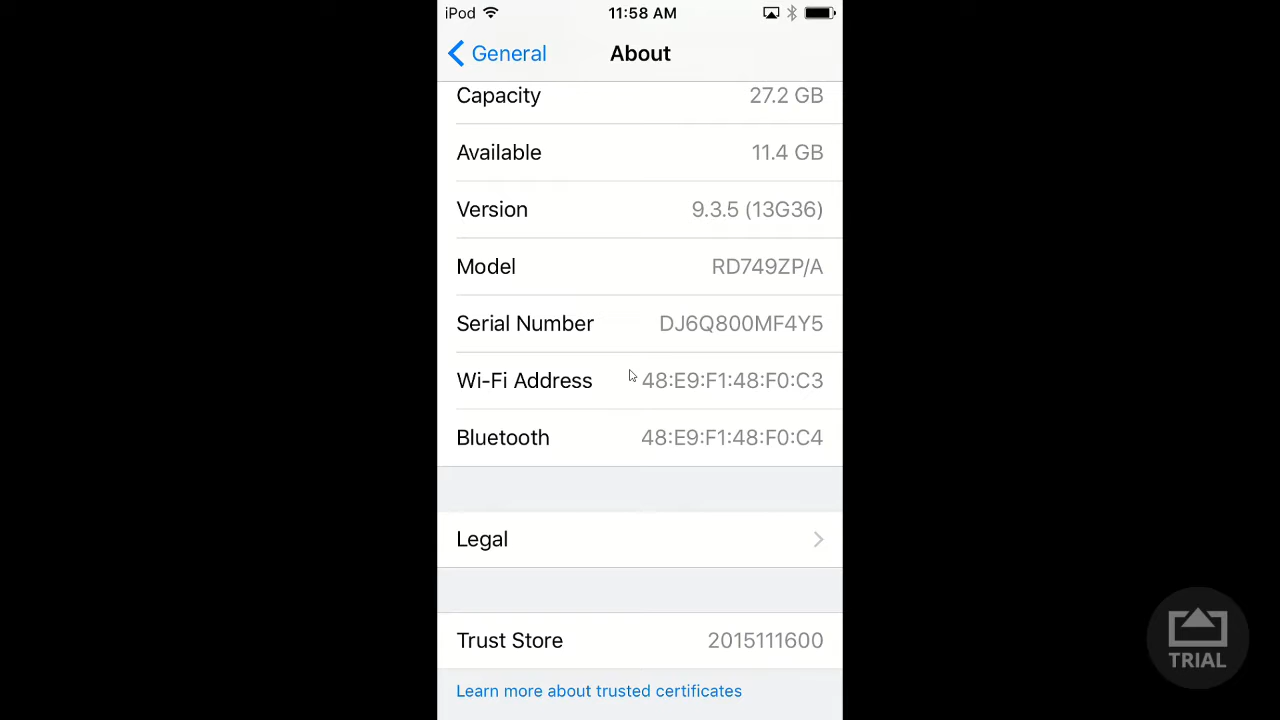 iPod 11:58 AM
General About
Capacity 27.2 GB
Available 11.4 GB
Version 9.3.5 (13G36)
Model RD749ZP/A
Serial Number DJ6Q800MF4Y5
Wi-Fi Address 48:E9:F1:48:F0:C3
Bluetooth 48:E9:F1:48:F0:C4
Legal
Trust Store 2015111600
Learn more about trusted certificates
TRIAL